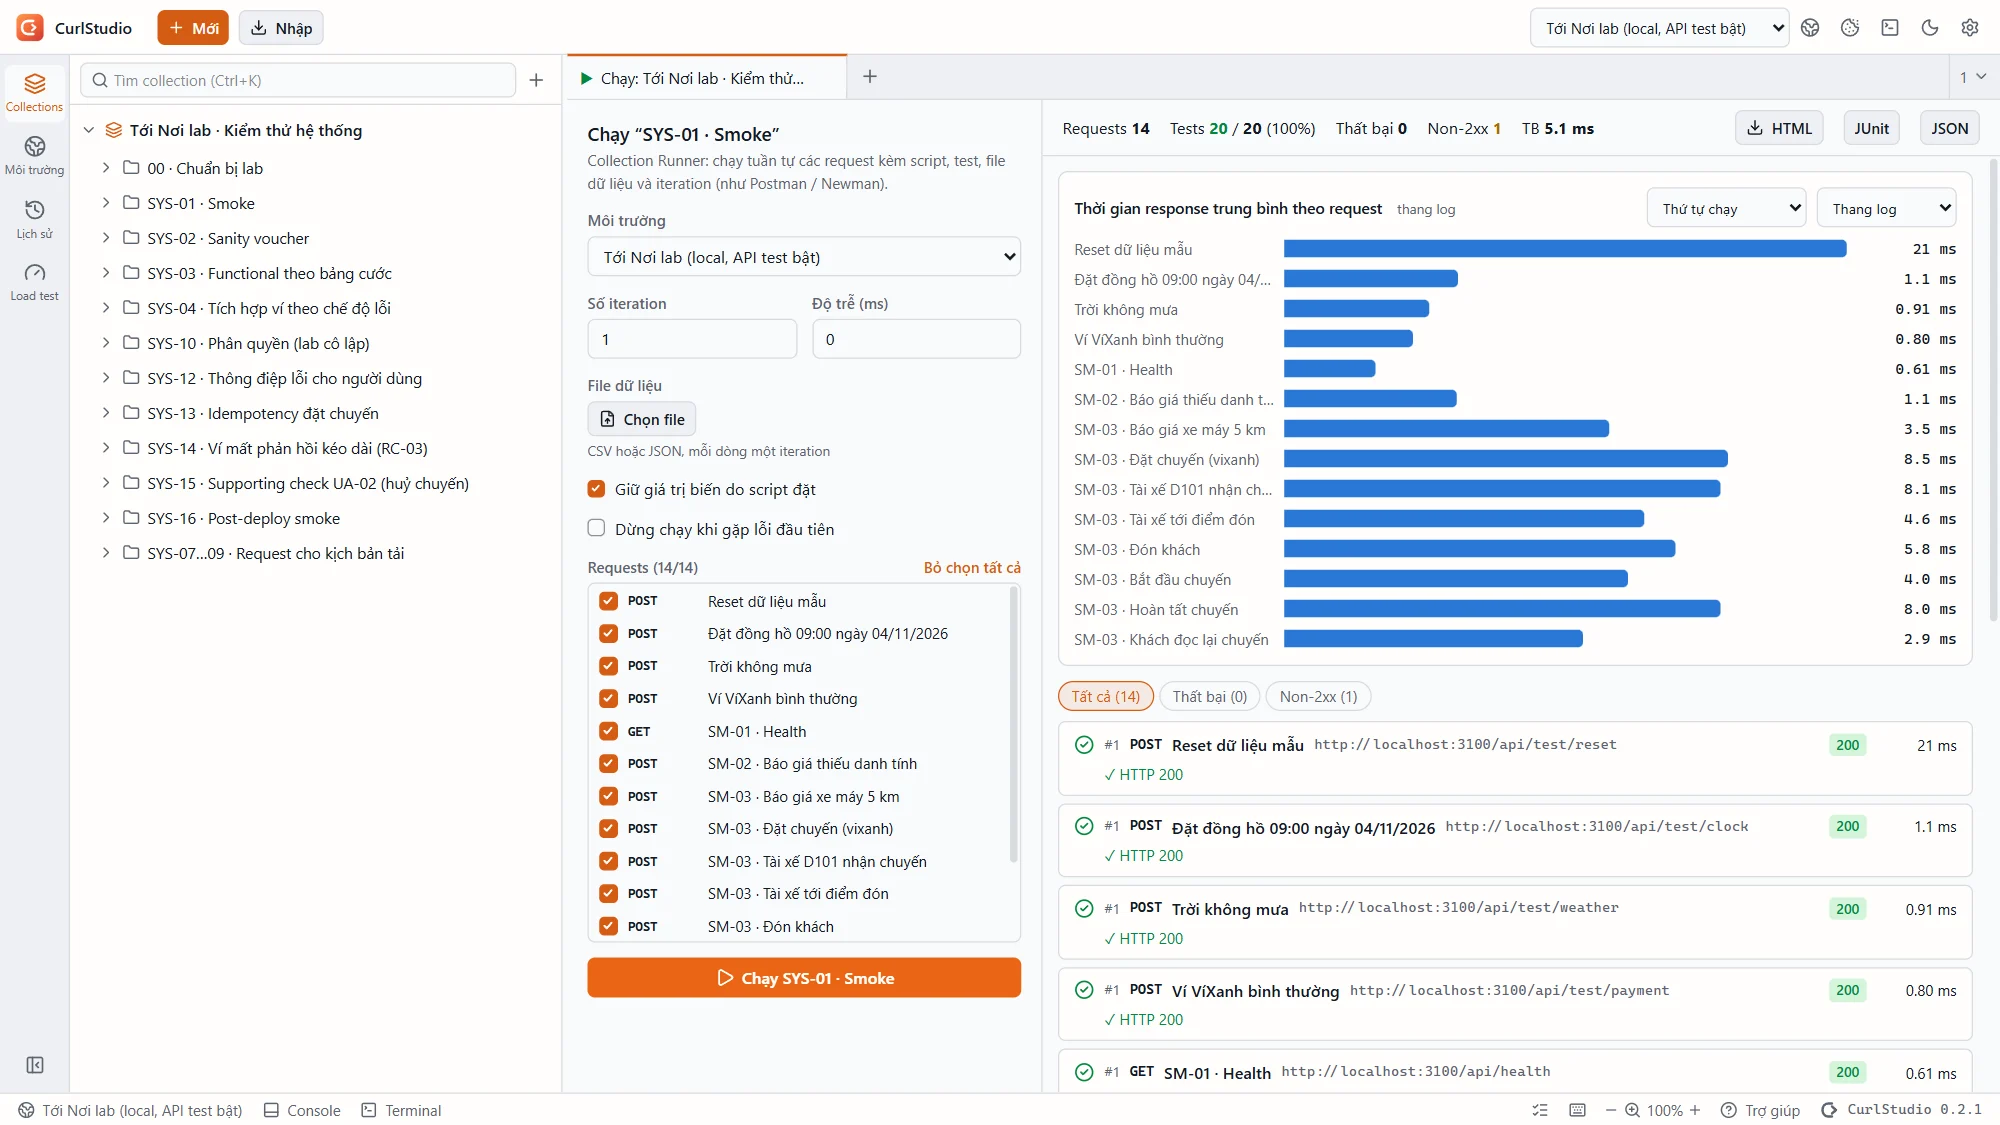 CurlStudio
Mới
Nhập
Tới Nơi lab (local, API test bật)
Collections
Môi trường
Lịch sử
Load test
Tìm collection (Ctrl+K)
Tới Nơi lab · Kiểm thử hệ thống
00 · Chuẩn bị lab
SYS-01 · Smoke
SYS-02 · Sanity voucher
SYS-03 · Functional theo bảng cước
SYS-04 · Tích hợp ví theo chế độ lỗi
SYS-10 · Phân quyền (lab cô lập)
SYS-12 · Thông điệp lỗi cho người dùng
SYS-13 · Idempotency đặt chuyến
SYS-14 · Ví mất phản hồi kéo dài (RC-03)
SYS-15 · Supporting check UA-02 (huỷ chuyến)
SYS-16 · Post-deploy smoke
SYS-07...09 · Request cho kịch bản tải
Chạy: Tới Nơi lab · Kiểm thử...
1
Chạy “SYS-01 · Smoke”
Collection Runner: chạy tuần tự các request kèm script, test, file
dữ liệu và iteration (như Postman / Newman).
Môi trường
Tới Nơi lab (local, API test bật)
Số iteration
Độ trễ (ms)
1
0
File dữ liệu
Chọn file
CSV hoặc JSON, mỗi dòng một iteration
Giữ giá trị biến do script đặt
Dừng chạy khi gặp lỗi đầu tiên
Requests (14/14)
Bỏ chọn tất cả
POST Reset dữ liệu mẫu
POST Đặt đồng hồ 09:00 ngày 04/11/2026
POST Trời không mưa
POST Ví ViXanh bình thường
GET SM-01 · Health
POST SM-02 · Báo giá thiếu danh tính
POST SM-03 · Báo giá xe máy 5 km
POST SM-03 · Đặt chuyến (vixanh)
POST SM-03 · Tài xế D101 nhận chuyến
POST SM-03 · Tài xế tới điểm đón
POST SM-03 · Đón khách
Chạy SYS-01 · Smoke
Requests 14 Tests 20 / 20 (100%) Thất bại 0 Non-2xx 1 TB 5.1 ms
HTML
JUnit
JSON
Thời gian response trung bình theo request thang log
Thứ tự chạy
Thang log
Reset dữ liệu mẫu 21 ms
Đặt đồng hồ 09:00 ngày 04/... 1.1 ms
Trời không mưa 0.91 ms
Ví ViXanh bình thường 0.80 ms
SM-01 · Health 0.61 ms
SM-02 · Báo giá thiếu danh t... 1.1 ms
SM-03 · Báo giá xe máy 5 km 3.5 ms
SM-03 · Đặt chuyến (vixanh) 8.5 ms
SM-03 · Tài xế D101 nhận ch... 8.1 ms
SM-03 · Tài xế tới điểm đón 4.6 ms
SM-03 · Đón khách 5.8 ms
SM-03 · Bắt đầu chuyến 4.0 ms
SM-03 · Hoàn tất chuyến 8.0 ms
SM-03 · Khách đọc lại chuyến 2.9 ms
Tất cả (14)
Thất bại (0)
Non-2xx (1)
#1 POST Reset dữ liệu mẫu http://localhost:3100/api/test/reset 200 21 ms
✓ HTTP 200
#1 POST Đặt đồng hồ 09:00 ngày 04/11/2026 http://localhost:3100/api/test/clock 200 1.1 ms
✓ HTTP 200
#1 POST Trời không mưa http://localhost:3100/api/test/weather 200 0.91 ms
✓ HTTP 200
#1 POST Ví ViXanh bình thường http://localhost:3100/api/test/payment 200 0.80 ms
✓ HTTP 200
#1 GET SM-01 · Health http://localhost:3100/api/health 200 0.61 ms
Tới Nơi lab (local, API test bật)
Console
Terminal
100%
Trợ giúp
CurlStudio 0.2.1